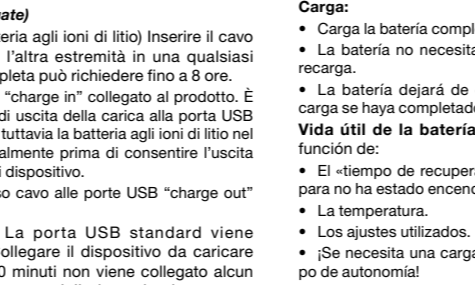 ate)
ria agli ioni di litio) Inserire il cavo
l'altra estremità in una qualsiasi
pleta può richiedere fino a 8 ore.
"charge in" collegato al prodotto. È
di uscita della carica alla porta USB
tuttavia la batteria agli ioni di litio nel
almente prima di consentire l'uscita
i dispositivo.
so cavo alle porte USB "charge out"
La porta USB standard viene
ollegare il dispositivo da caricare
0 minuti non viene collegato alcun
Carga:
• Carga la batería compl
• La batería no necesita
recarga.
• La batería dejará de
carga se haya completado
Vida útil de la batería
función de:
• El «tiempo de recupera
para no ha estado encend
• La temperatura.
• Los ajustes utilizados.
• ¡Se necesita una carga
po de autonomía!